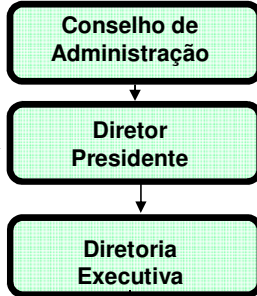 Conselho de
Administração
Diretor
Presidente
Diretoria
Executiva